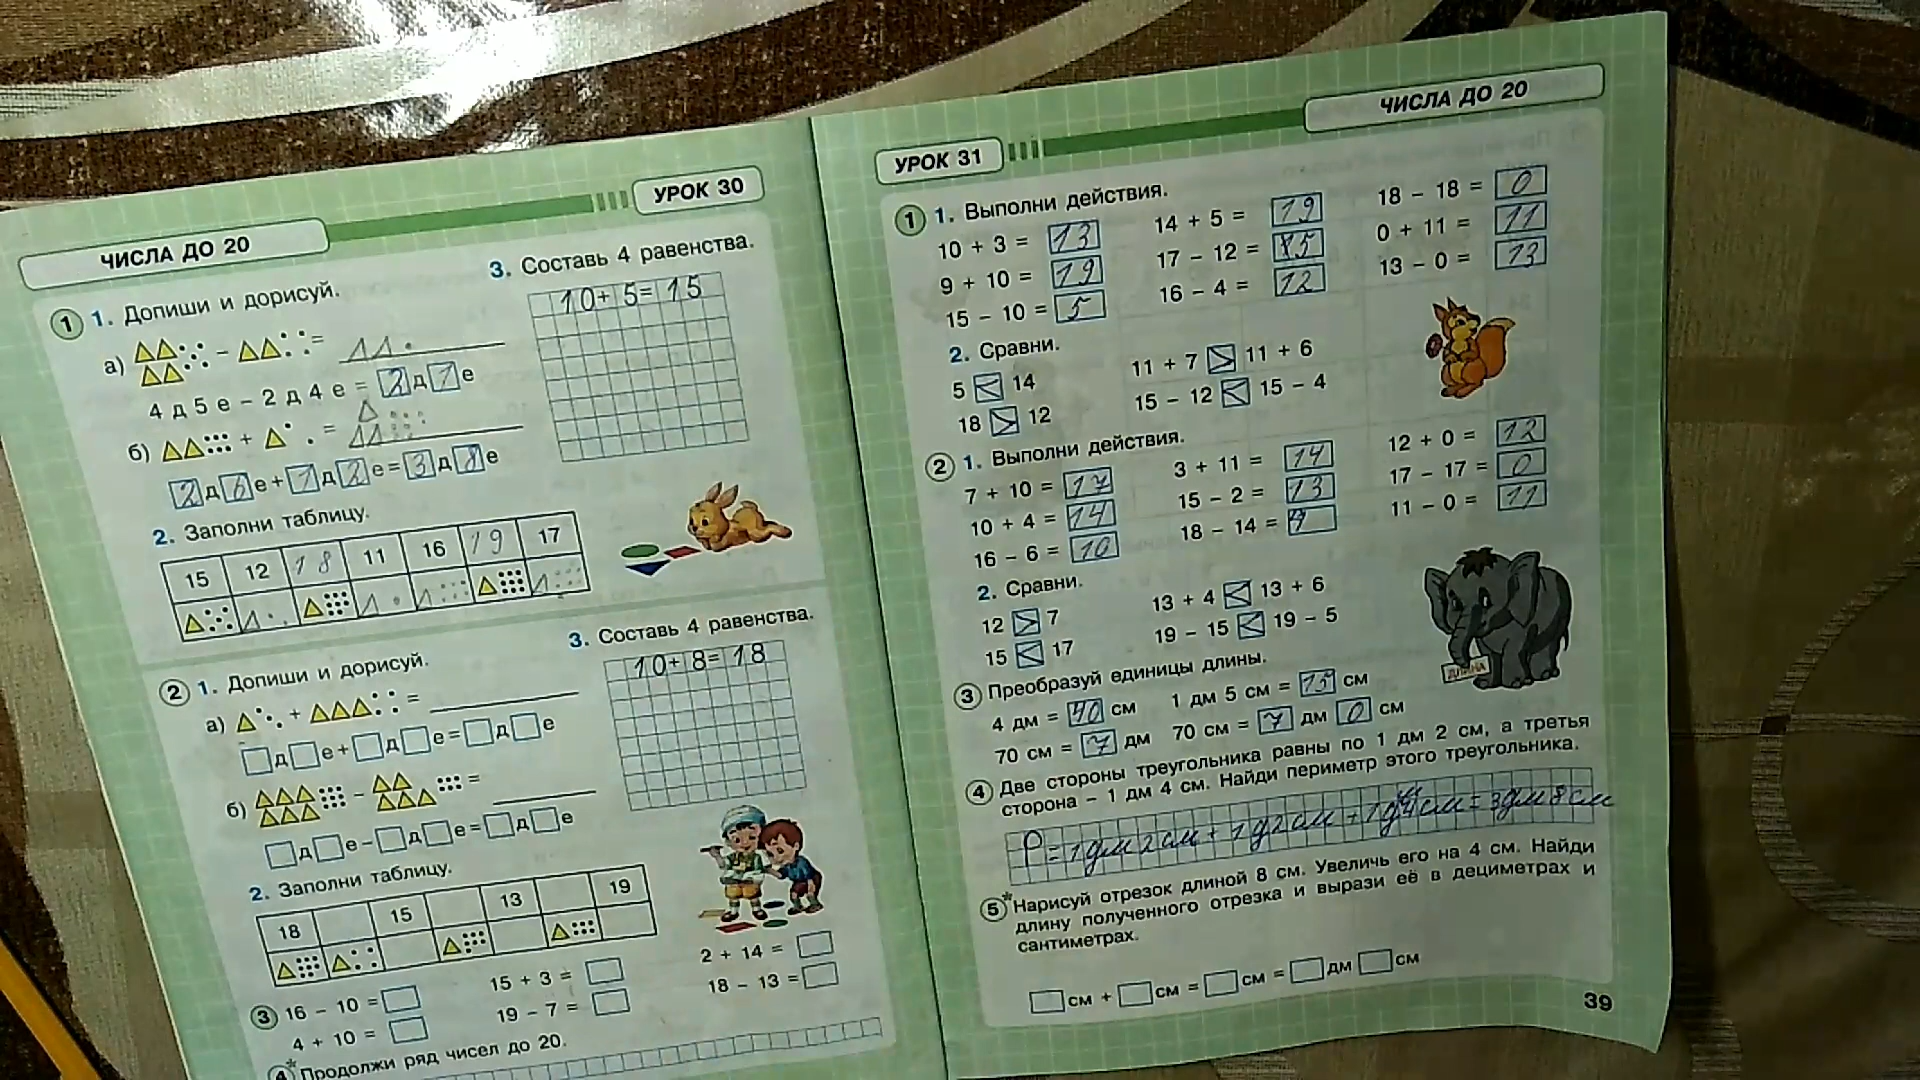 ЧИСЛА ДО 20
УРОК 30
1 1. Допиши и дорисуй.
а) − =
4 д 5 е − 2 д 4 е = 2 д 1 е
б) + =
2 д 6 е + 1 д 2 е = 3 д 8 е
2. Заполни таблицу.
15 12 18 11 16 19 17
3. Составь 4 равенства.
10+5=15
2 1. Допиши и дорисуй.
а) + =
д е + д е = д е
б) − =
д е − д е = д е
2. Заполни таблицу.
18 15 13 19
3. Составь 4 равенства.
10+8=18
3 16 − 10 =
4 + 10 =
15 + 3 =
19 − 7 =
2 + 14 =
18 − 13 =
4* Продолжи ряд чисел до 20.
УРОК 31
ЧИСЛА ДО 20
1 1. Выполни действия.
10 + 3 = 13
9 + 10 = 19
15 − 10 = 5
14 + 5 = 19
17 − 12 = 5
16 − 4 = 12
18 − 18 = 0
0 + 11 = 11
13 − 0 = 13
2. Сравни.
5 < 14
18 > 12
11 + 7 > 11 + 6
15 − 12 < 15 − 4
2 1. Выполни действия.
7 + 10 = 17
10 + 4 = 14
16 − 6 = 10
3 + 11 = 14
15 − 2 = 13
18 − 14 = 4
12 + 0 = 12
17 − 17 = 0
11 − 0 = 11
2. Сравни.
12 > 7
15 < 17
13 + 4 < 13 + 6
19 − 15 < 19 − 5
ДЛИНА
3 Преобразуй единицы длины.
4 дм = 40 см
70 см = 7 дм
1 дм 5 см = 15 см
70 см = 7 дм 0 см
4 Две стороны треугольника равны по 1 дм 2 см, а третья
сторона – 1 дм 4 см. Найди периметр этого треугольника.
P=1дм2см+1д2см+1дм4см=3дм8см
5* Нарисуй отрезок длиной 8 см. Увеличь его на 4 см. Найди
длину полученного отрезка и вырази её в дециметрах и
сантиметрах.
см + см = см = дм см
39